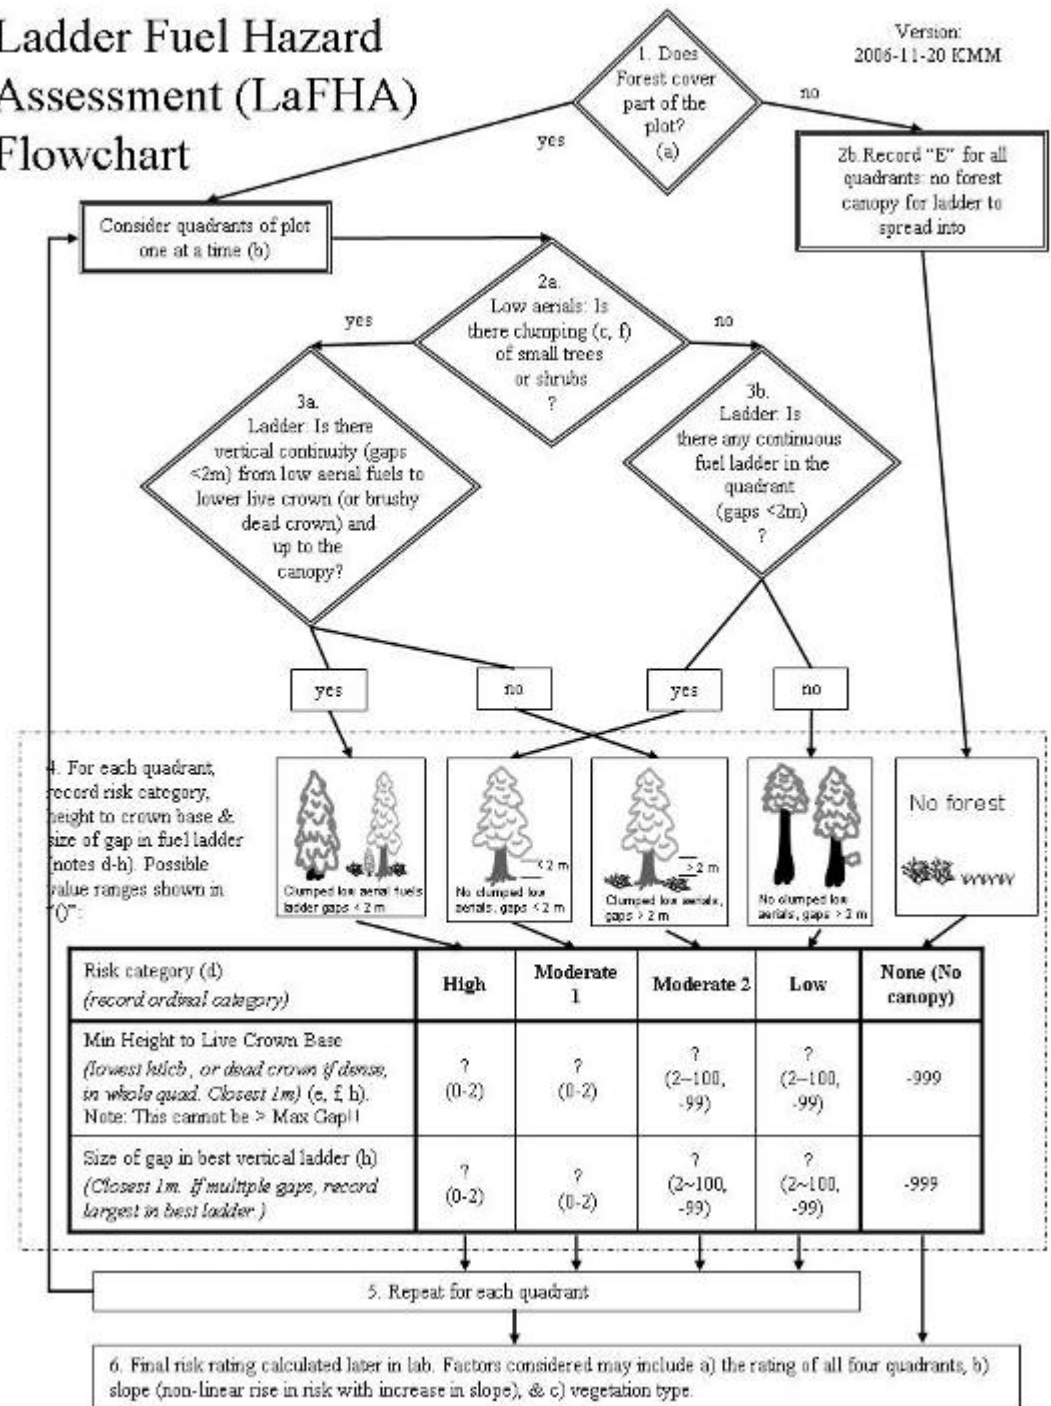 Ladder Fuel Hazard
Assessment (LaFHA)
Flowchart
Version:
2006-11-20 KMM
1. Does
Forest cover
part of the
plot?
(a)
yes
no
2b. Record "E" for all
quadrants: no forest
canopy for ladder to
spread into
Consider quadrants of plot
one at a time (b)
2a.
Low aerials: Is
there clumping (c, f)
of small trees
or shrubs
?
yes
no
3a.
Ladder: Is there
vertical continuity (gaps
<2m) from low aerial fuels to
lower live crown (or brushy
dead crown) and
up to the
canopy?
3b.
Ladder: Is
there any continuous
fuel ladder in the
quadrant
(gaps <2m)
?
yes
no
yes
no
4. For each quadrant,
record risk category,
height to crown base &
size of gap in fuel ladder
(notes d-h). Possible
value ranges shown in
"()":
Clumped low aerial fuels
ladder gaps < 2 m
< 2 m
No clumped low
aerials, gaps < 2 m
> 2 m
Clumped low aerials,
gaps > 2 m
No clumped low
aerials, gaps > 2 m
No forest
Risk category (d)
(record ordinal category)
High
Moderate
1
Moderate 2
Low
None (No
canopy)
Min Height to Live Crown Base
(lowest htlcb, or dead crown if dense,
in whole quad. Closest 1m) (e, f, h).
Note: This cannot be > Max Gap!!
?
(0-2)
?
(0-2)
?
(2~100,
-99)
?
(2~100,
-99)
-999
Size of gap in best vertical ladder (h)
(Closest 1m. If multiple gaps, record
largest in best ladder.)
?
(0-2)
?
(0-2)
?
(2~100,
-99)
?
(2~100,
-99)
-999
5. Repeat for each quadrant
6. Final risk rating calculated later in lab. Factors considered may include a) the rating of all four quadrants, b)
slope (non-linear rise in risk with increase in slope), & c) vegetation type.